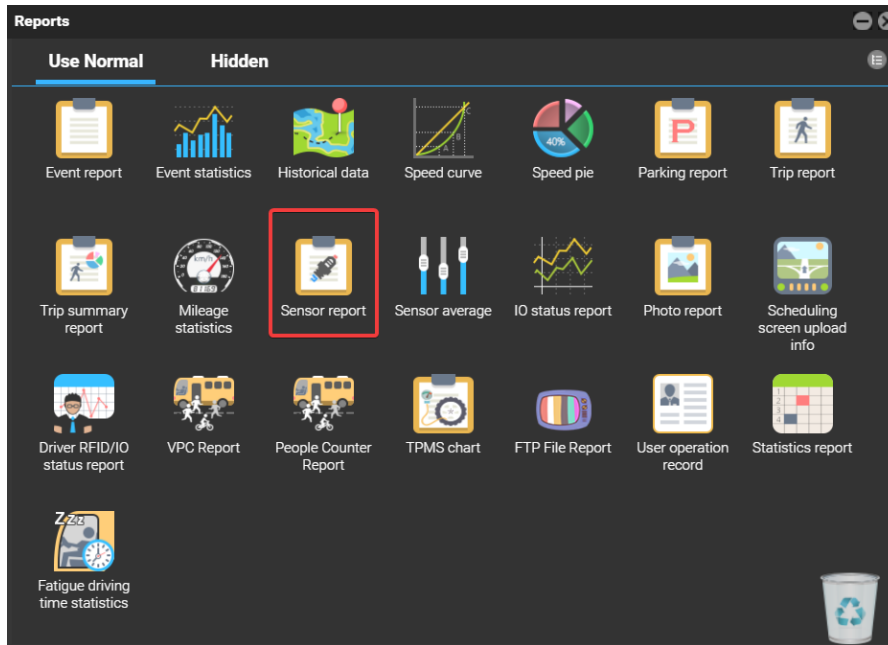 Reports
Use Normal
Hidden
Event report
Event statistics
Historical data
Speed curve
40%
Speed pie
P
Parking report
Trip report
Trip summary
report
km/h
Mileage
statistics
Sensor report
Sensor average
IO status report
Photo report
Scheduling
screen upload
info
Driver RFID/IO
status report
VPC Report
People Counter
Report
TPMS chart
FTP File Report
User operation
record
Statistics report
Zzz
Fatigue driving
time statistics